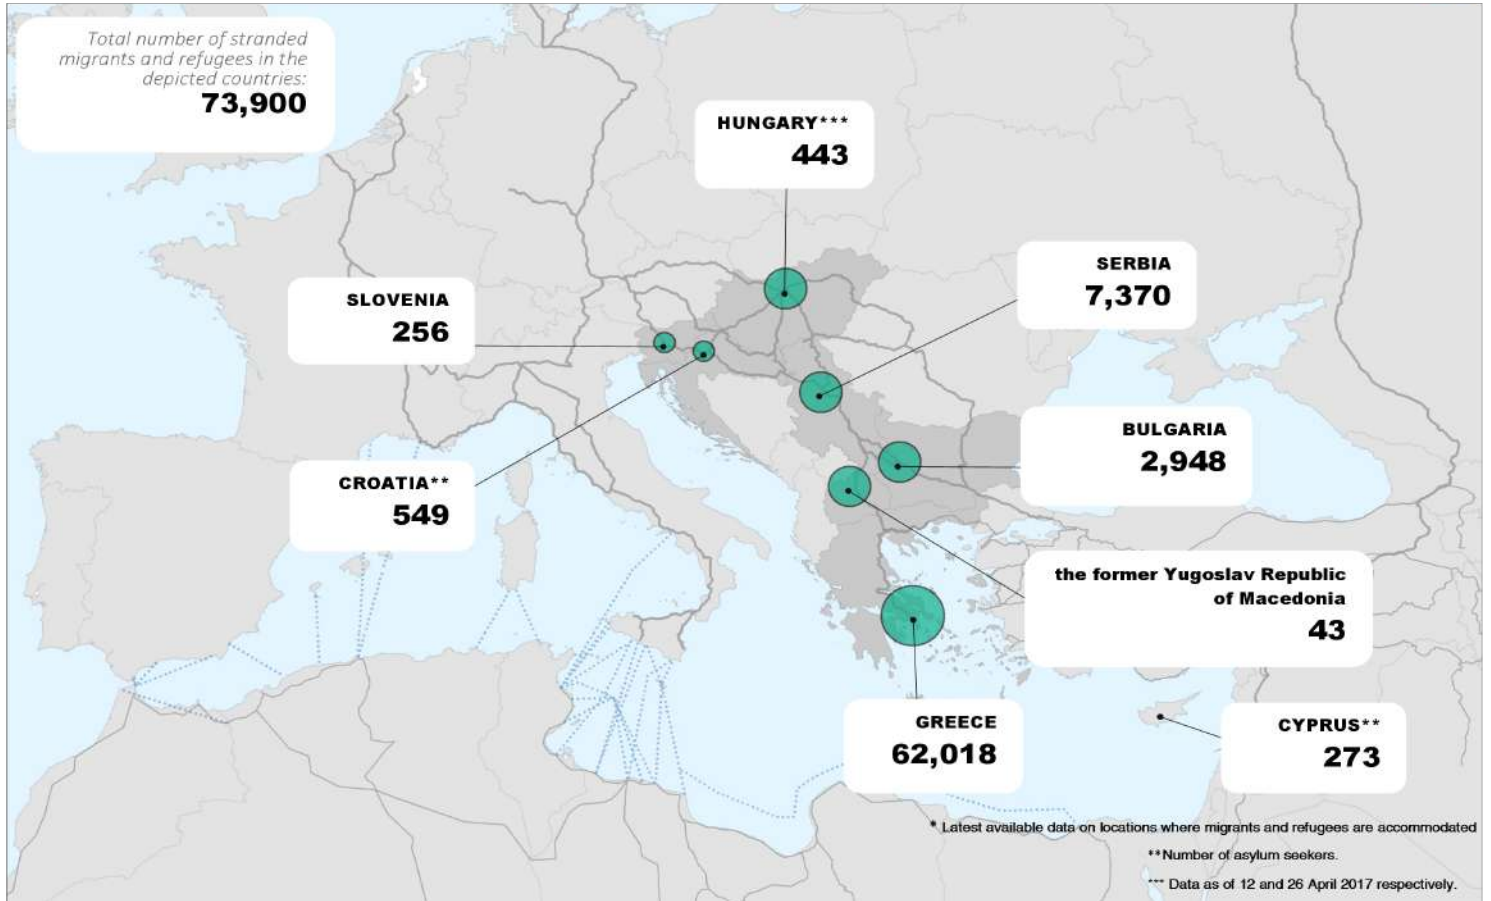 Total number of stranded
migrants and refugees in the
depicted countries:
73,900
HUNGARY***
443
SERBIA
7,370
SLOVENIA
256
BULGARIA
2,948
CROATIA**
549
the former Yugoslav Republic
of Macedonia
43
GREECE
62,018
CYPRUS**
273
* Latest available data on locations where migrants and refugees are accommodated
**Number of asylum seekers.
*** Data as of 12 and 26 April 2017 respectively.